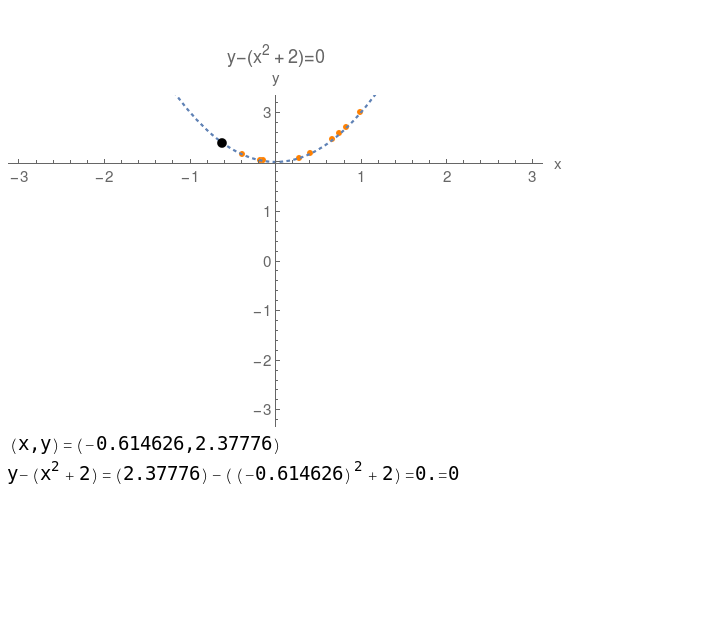 y−(x² + 2)=0
y
3
x
−3 −2 −1 1 2 3
1
0
−1
−2
−3
(x,y) = (−0.614626,2.37776)
y− (x² + 2) = (2.37776) − ((−0.614626)² + 2) =0.=0